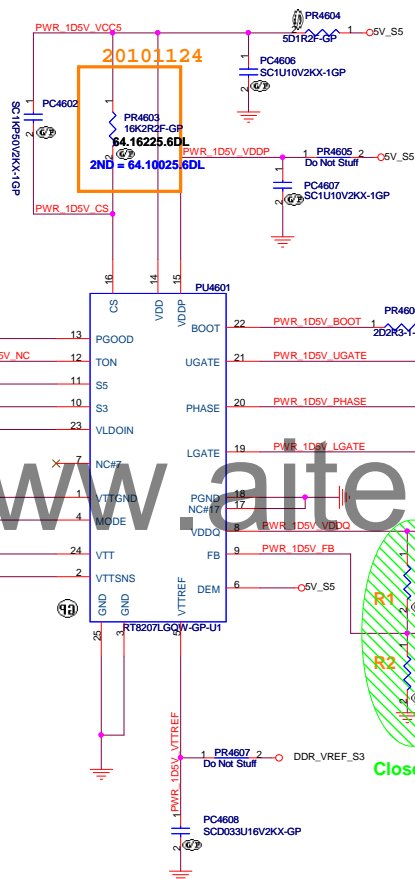 PR4604
PWR_1D5V_VCC5
5D1R2F-GP
5V_S5
20101124
PC4606
SC1U10V2KX-1GP
PC4602
SC1KP50V2KX-1GP
PR4603
16K2R2F-GP
64.16225.6DL
2ND = 64.10025.6DL
PWR_1D5V_VDDP
PR4605
Do Not Stuff
5V_S5
PC4607
SC1U10V2KX-1GP
PWR_1D5V_CS
16
14
15
PU4601
CS
VDD
VDDP
BOOT
22
PWR_1D5V_BOOT
2D2R3-1-
13
PGOOD
5V_NC
12
TON
UGATE
21
PWR_1D5V_UGATE
11
S5
10
S3
PHASE
20
PWR_1D5V_PHASE
23
VLDOIN
LGATE
19
PWR_1D5V_LGATE
7
NC#7
www.aite
1
VTTGND
PGND
18
NC#17
17
4
MODE
VDDQ
8
PWR_1D5V_VDDQ
24
VTT
FB
9
PWR_1D5V_FB
2
VTTSNS
DEM
6
5V_S5
R1
GND
GND
VTTREF
RT8207LGQW-GP-U1
25
3
5
R2
PWR_1D5V_VTTREF
1
PR4607
2
Do Not Stuff
DDR_VREF_S3
Close
PC4608
SCD033U16V2KX-GP